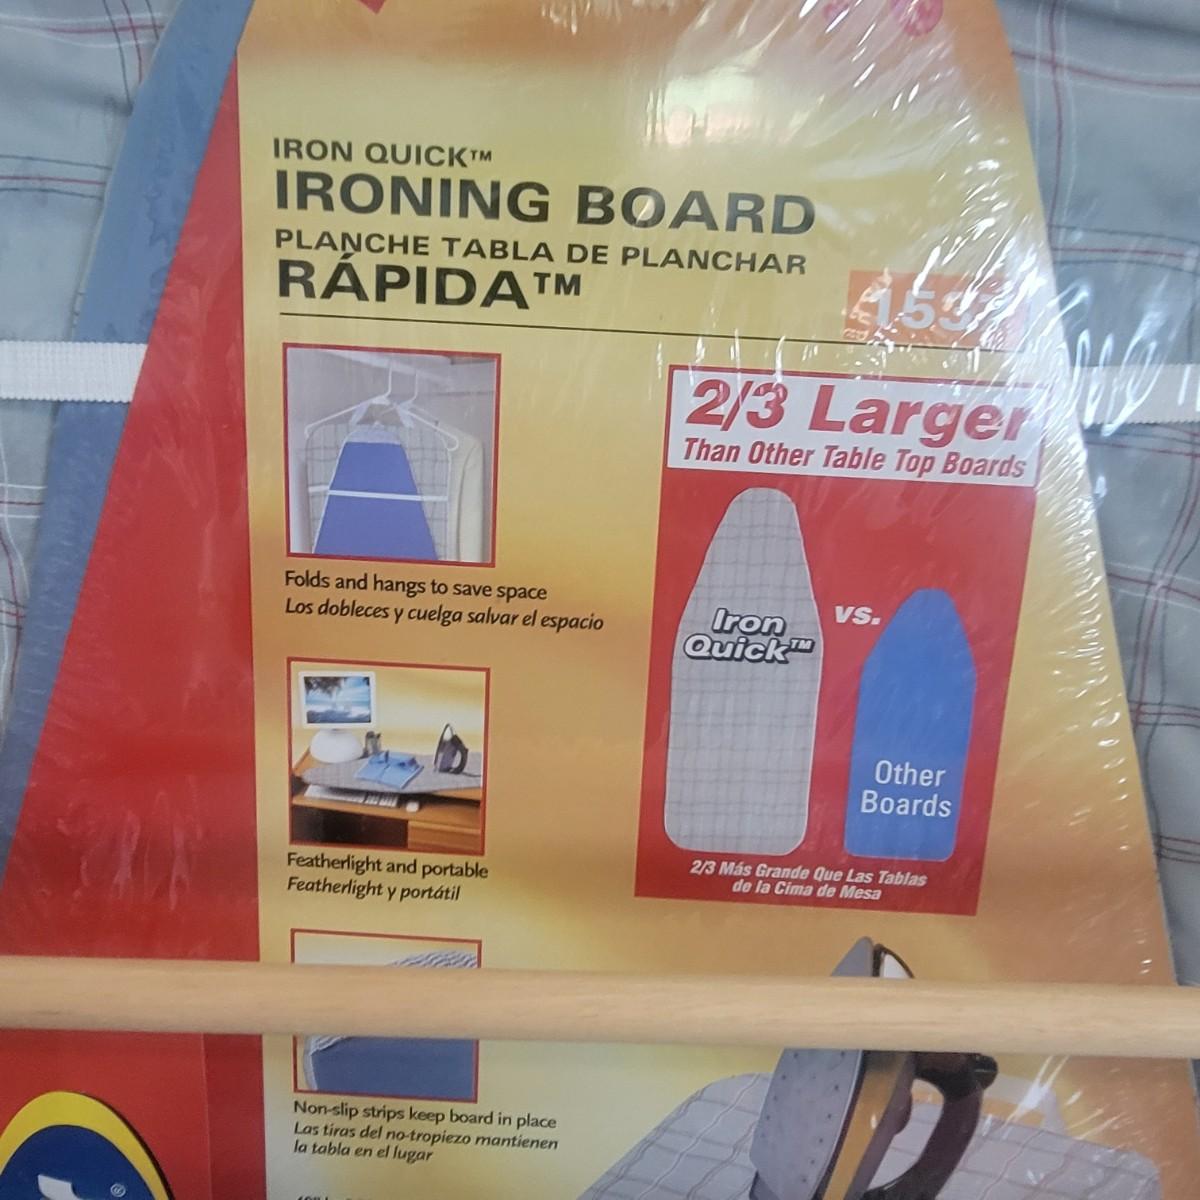 IRON QUICK™
IRONING BOARD
PLANCHE TABLA DE PLANCHAR
RÁPIDA™
2/3 Larger
Than Other Table Top Boards
Iron
Quick™
vs.
Other
Boards
2/3 Más Grande Que Las Tablas
de la Cima de Mesa
Folds and hangs to save space
Los dobleces y cuelga salvar el espacio
Featherlight and portable
Featherlight y portátil
Non-slip strips keep board in place
Las tiras del no-tropiezo mantienen
la tabla en el lugar
®